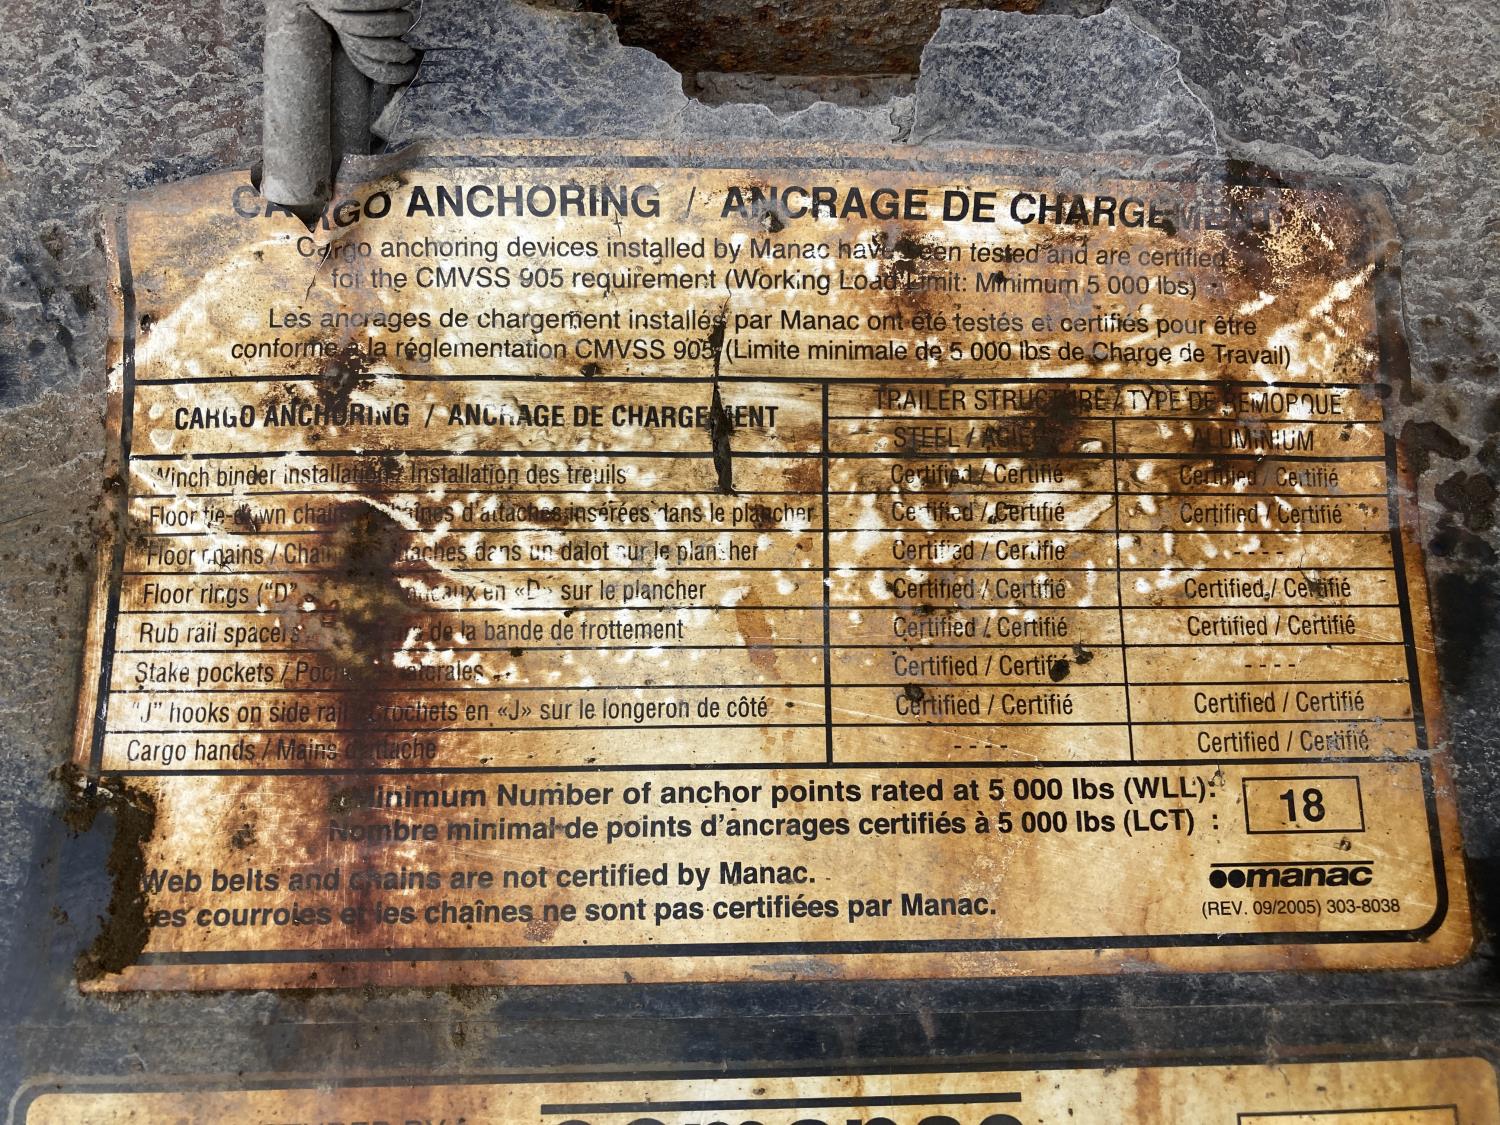 CARGO ANCHORING / ANCRAGE DE CHARGEMENT
Cargo anchoring devices installed by Manac have been tested and are certified
for the CMVSS 905 requirement (Working Load Limit: Minimum 5 000 lbs)
Les ancrages de chargement installés par Manac ont été testés et certifiés pour être
conforme à la réglementation CMVSS 905 (Limite minimale de 5 000 lbs de Charge de Travail)
CARGO ANCHORING / ANCRAGE DE CHARGEMENT
TRAILER STRUCTURE / TYPE DE REMORQUE
STEEL / ACIER ALUMINIUM
Winch binder installation / Installation des treuils Certified / Certifié Certified / Certifié
Floor tie-down chains / Chaînes d'attaches insérées dans le plancher Certified / Certifié Certified / Certifié
Floor chains / Chaînes d'attaches dans un dalot sur le plancher Certified / Certifié ----
Floor rings ("D" Anneaux en «D» sur le plancher Certified / Certifié Certified / Certifié
Rub rail spacers de la bande de frottement Certified / Certifié Certified / Certifié
Stake pockets / Poches latérales Certified / Certifié ----
"J" hooks on side rail / Crochets en «J» sur le longeron de côté Certified / Certifié Certified / Certifié
Cargo hands / Mains d'attache ---- Certified / Certifié
Minimum Number of anchor points rated at 5 000 lbs (WLL): 18
Nombre minimal de points d'ancrages certifiés à 5 000 lbs (LCT) :
Web belts and chains are not certified by Manac.
Les courroies et les chaînes ne sont pas certifiées par Manac.
manac
(REV. 09/2005) 303-8038
manac